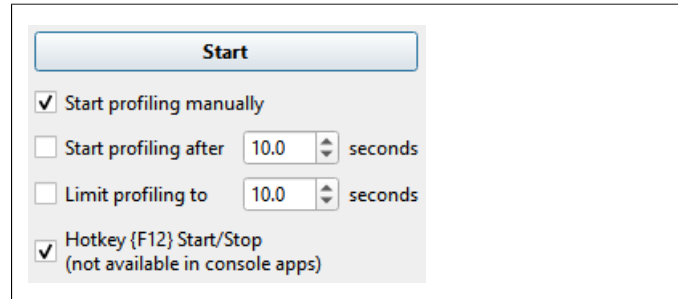 Start
Start profiling manually
Start profiling after 10.0 seconds
Limit profiling to 10.0 seconds
Hotkey {F12} Start/Stop
(not available in console apps)